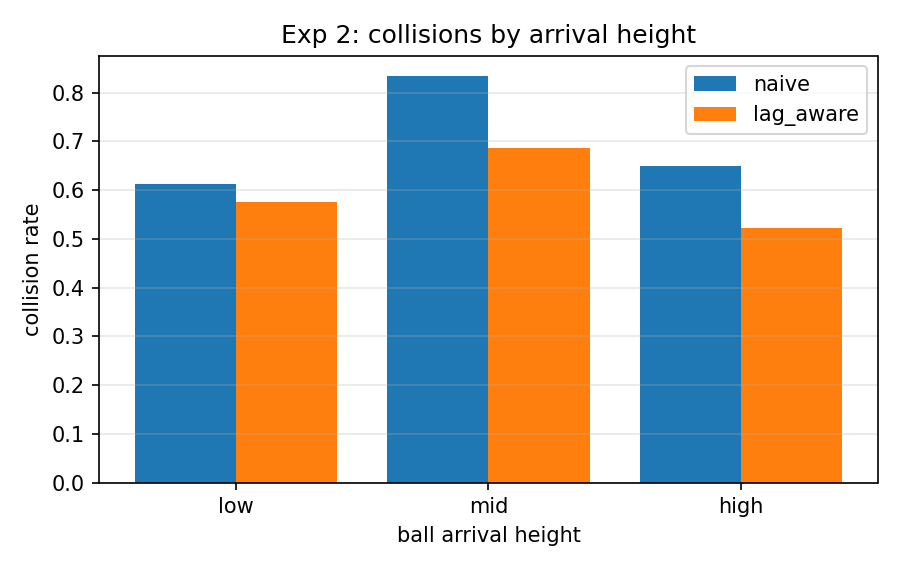 Exp 2: collisions by arrival height
naive
lag_aware
collision rate
0.8
0.7
0.6
0.5
0.4
0.3
0.2
0.1
0.0
low mid high
ball arrival height